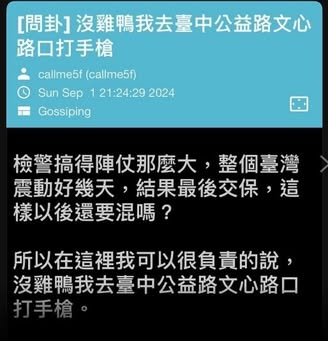 [問卦] 沒雞鴨我去臺中公益路文心
路口打手槍
callme5f (callme5f)
Sun Sep 1 21:24:29 2024
Gossiping
檢警搞得陣仗那麼大，整個臺灣
震動好幾天，結果最後交保，這
樣以後還要混嗎？
所以在這裡我可以很負責的說，
沒雞鴨我去臺中公益路文心路口
打手槍。